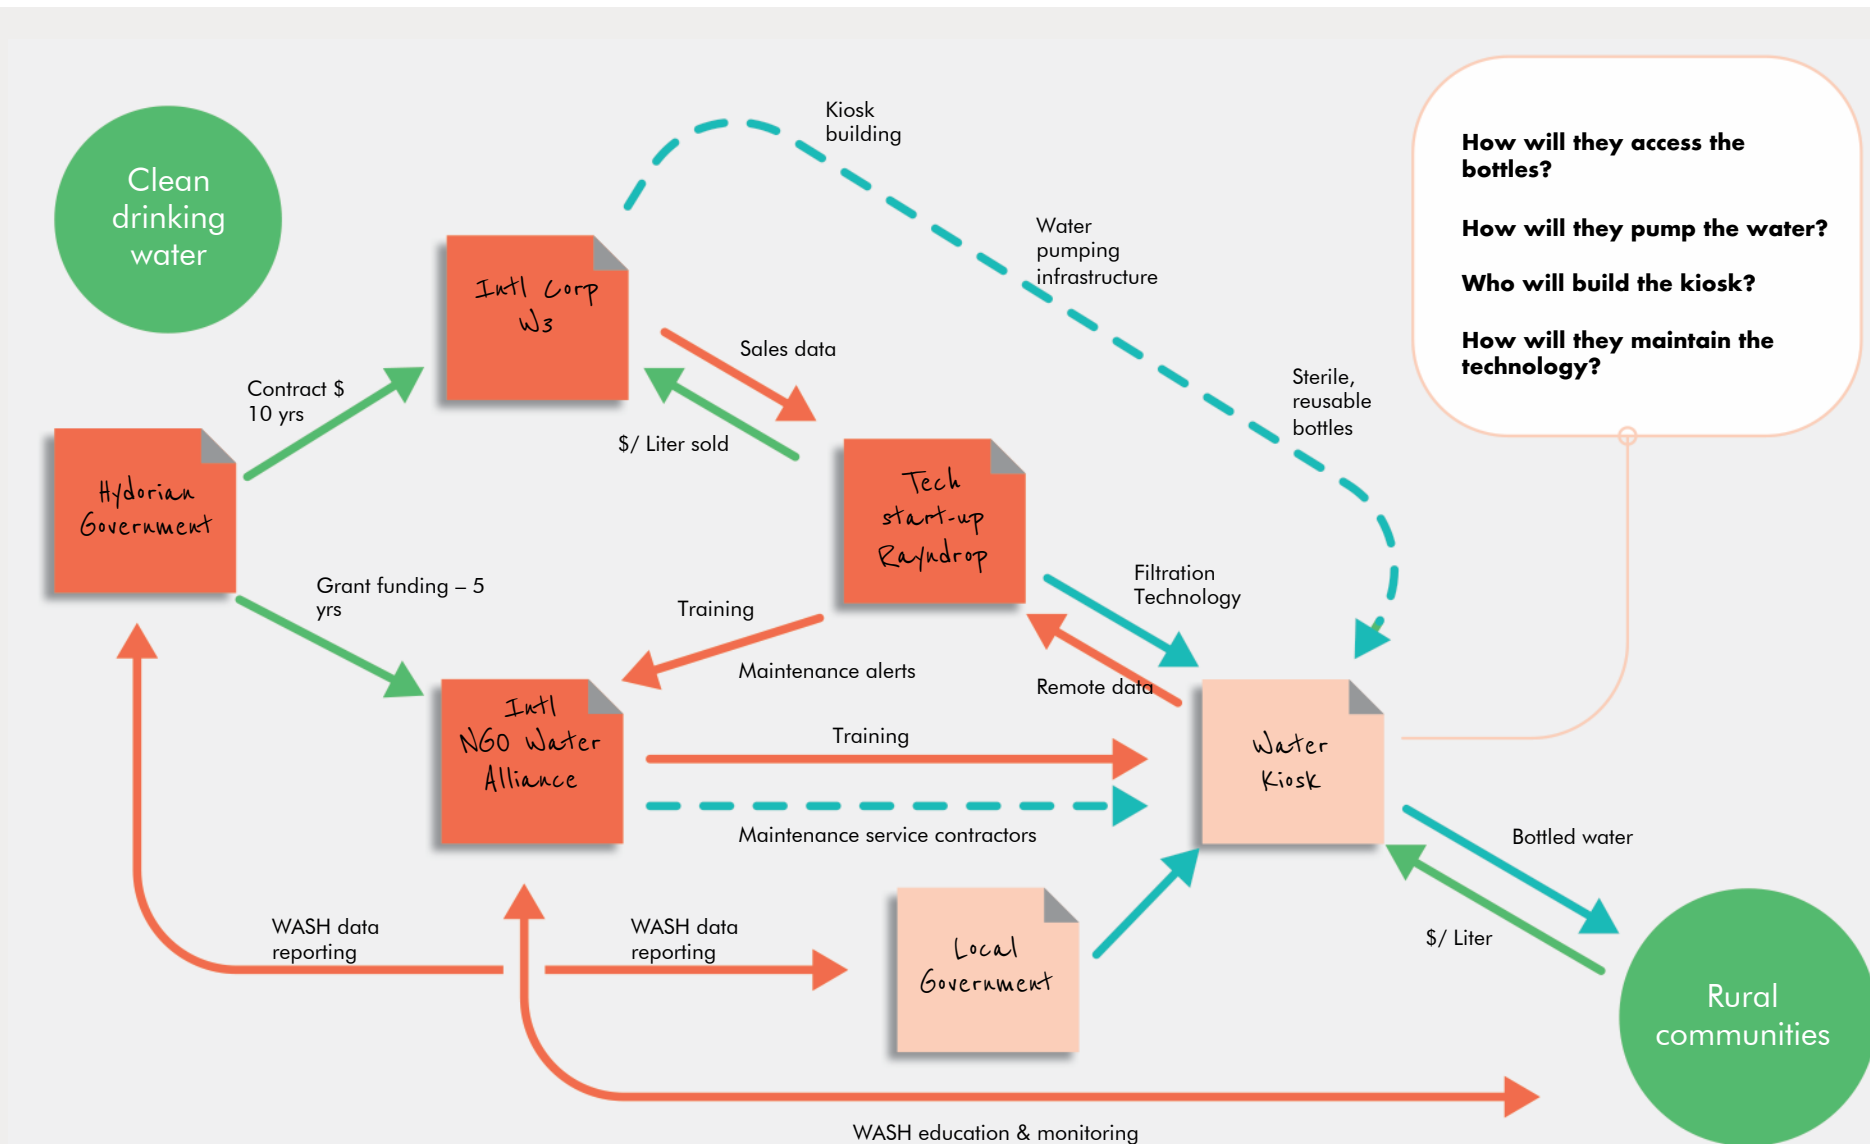 Clean
drinking
water
Kiosk
building
How will they access the
bottles?
How will they pump the water?
Who will build the kiosk?
How will they maintain the
technology?
Water
pumping
infrastructure
Intl Corp
W3
Sales data
Contract $
10 yrs
$/ Liter sold
Sterile,
reusable
bottles
Hydorian
Government
Tech
start-up
Rayndrop
Grant funding – 5
yrs
Training
Filtration
Technology
Maintenance alerts
Remote data
Intl
NGO Water
Alliance
Training
Water
Kiosk
Maintenance service contractors
Bottled water
WASH data
reporting
WASH data
reporting
Local
Government
$/ Liter
Rural
communities
WASH education & monitoring